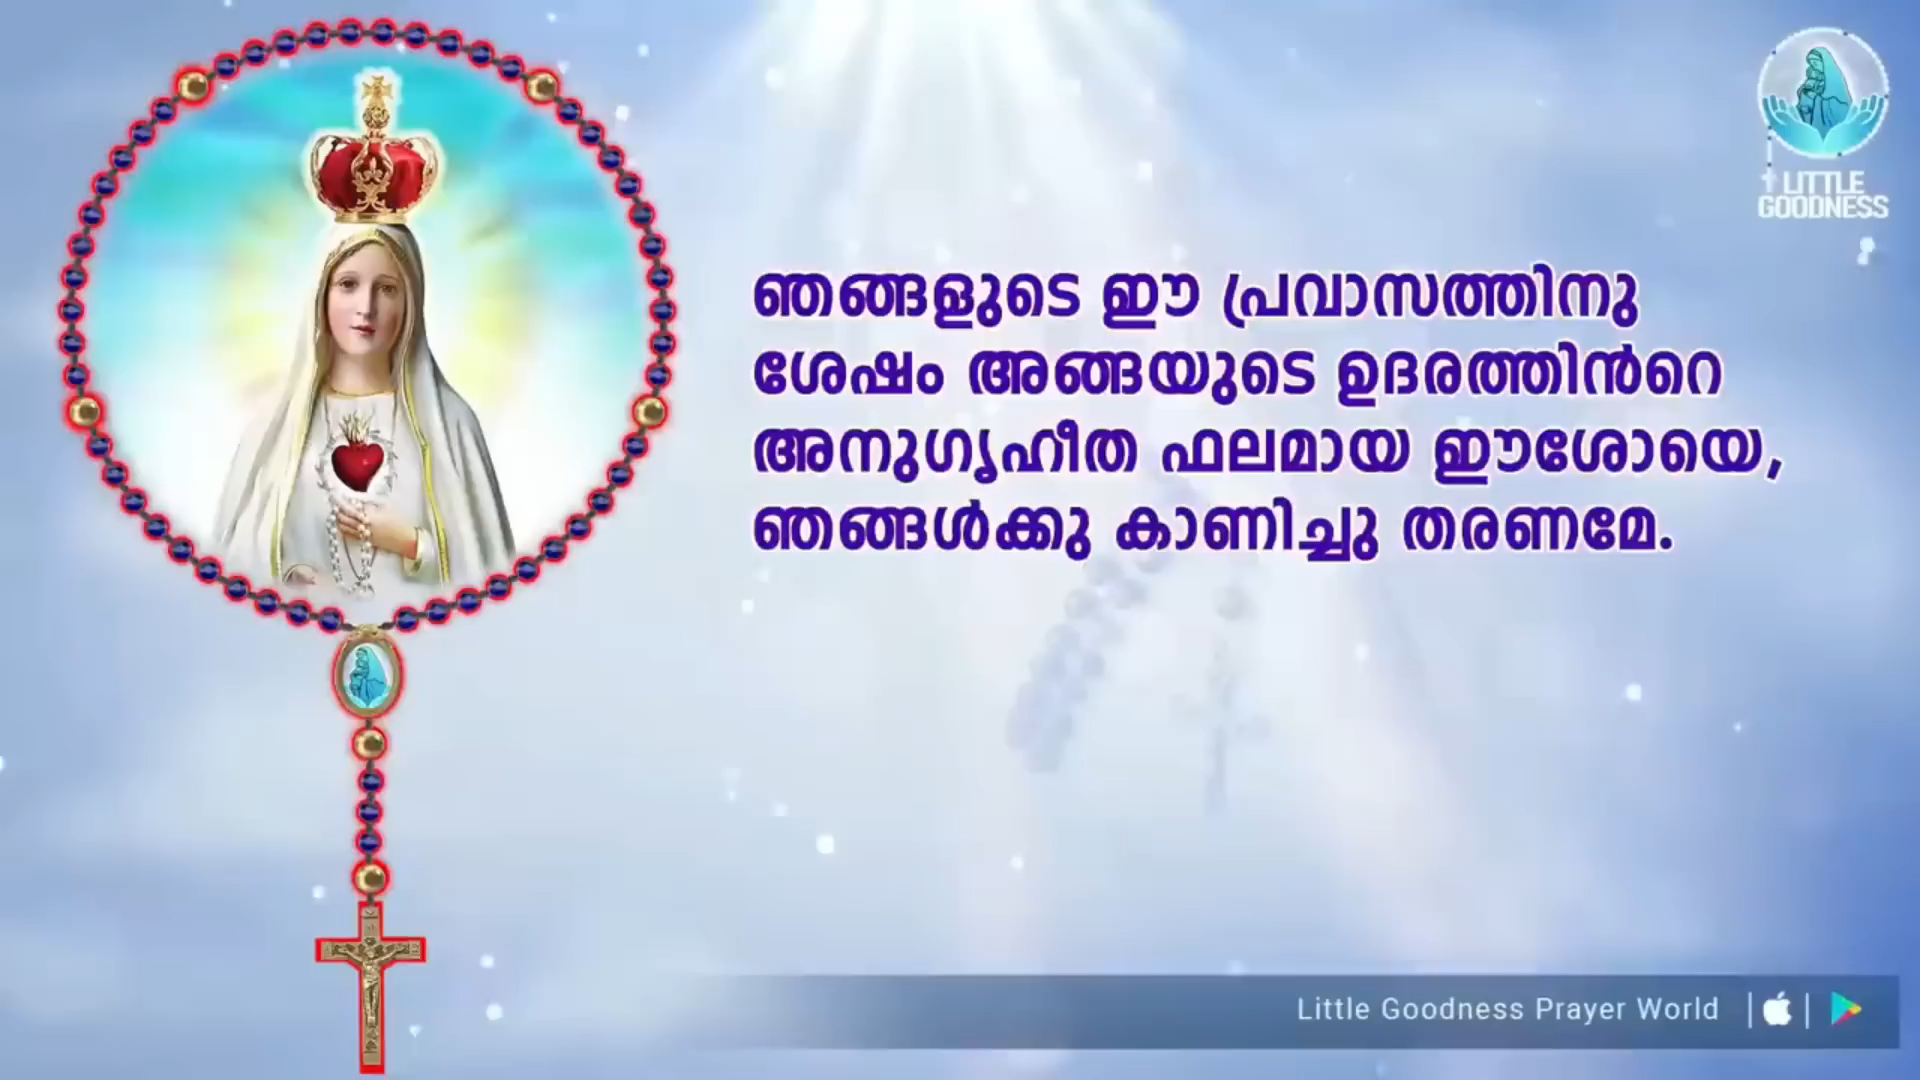 LITTLE
GOODNESS
ഞങ്ങളുടെ ഈ പ്രവാസത്തിനു
ശേഷം അങ്ങയുടെ ഉദരത്തിൻറെ
അനുഗൃഹീത ഫലമായ ഈശോയെ,
ഞങ്ങൾക്കു കാണിച്ചു തരണമേ.
Little Goodness Prayer World